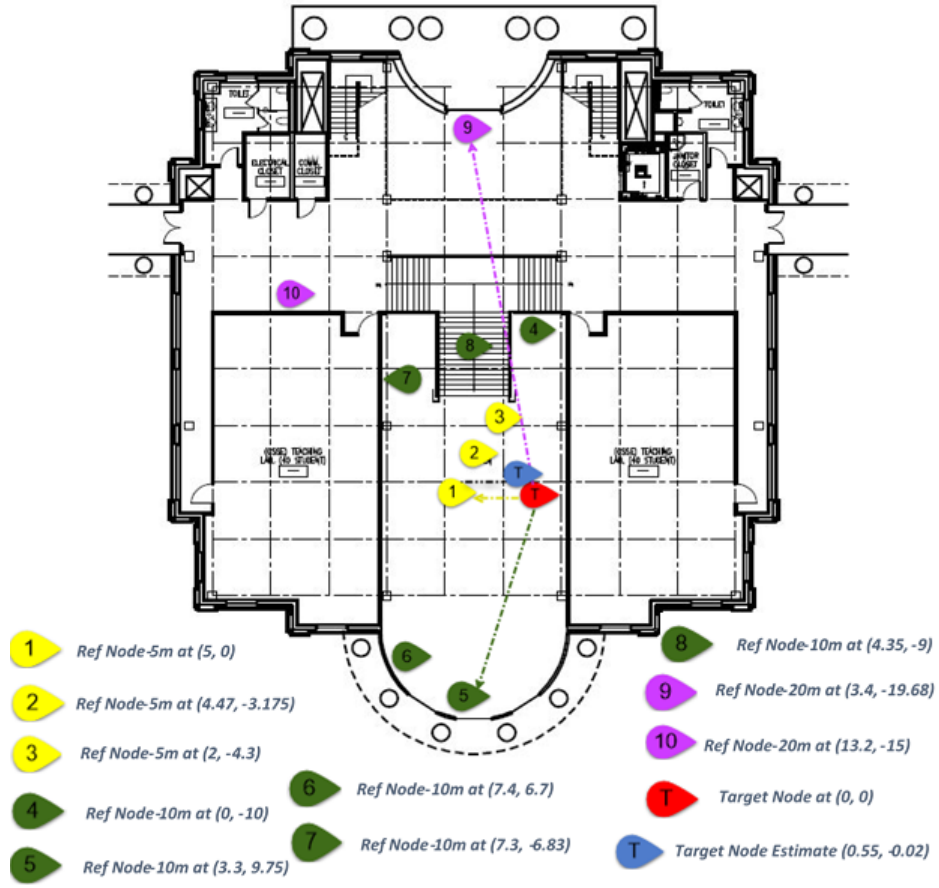 TOILET
TOILET
9
ELECTRICAL
CLOSET
COMM.
CLOSET
EL
1
JANITOR
CLOSET
10
4
8
7
3
(OSSE) TEACHING
LAB. (40 STUDENT)
2
(OSSE) TEACHING
LAB. (40 STUDENT)
T
1
T
6
5
1 Ref Node-5m at (5, 0)
2 Ref Node-5m at (4.47, -3.175)
3 Ref Node-5m at (2, -4.3)
4 Ref Node-10m at (0, -10)
5 Ref Node-10m at (3.3, 9.75)
6 Ref Node-10m at (7.4, 6.7)
7 Ref Node-10m at (7.3, -6.83)
8 Ref Node-10m at (4.35, -9)
9 Ref Node-20m at (3.4, -19.68)
10 Ref Node-20m at (13.2, -15)
T Target Node at (0, 0)
T Target Node Estimate (0.55, -0.02)